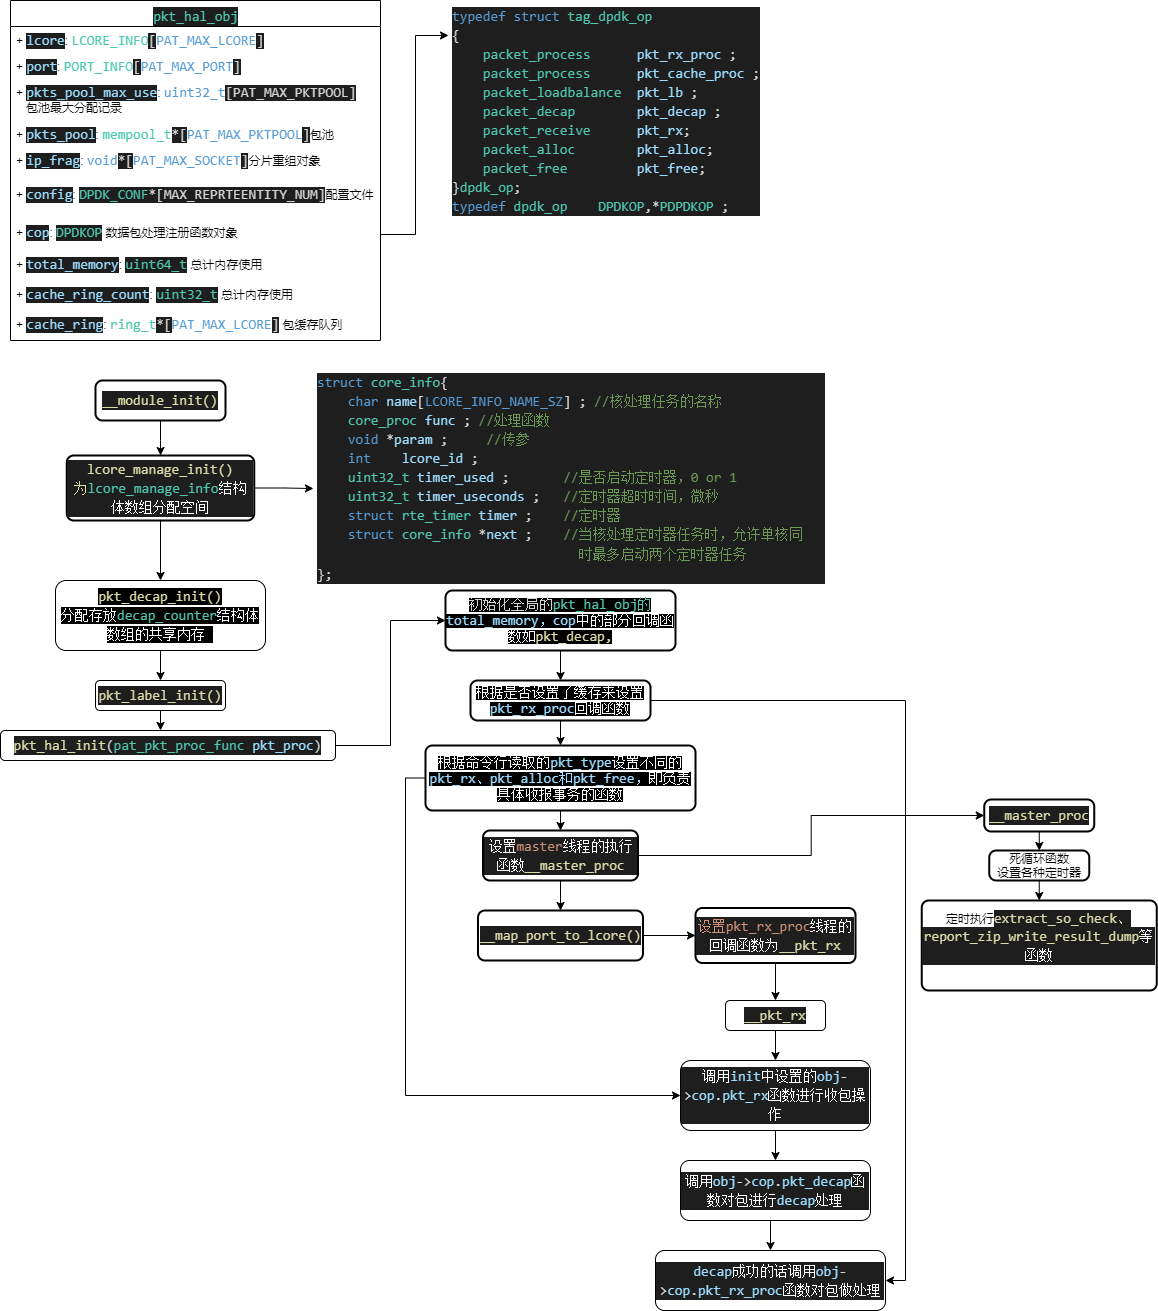 pkt_hal_obj
+ lcore: LCORE_INFO[PAT_MAX_LCORE]
+ port: PORT_INFO[PAT_MAX_PORT]
+ pkts_pool_max_use: uint32_t[PAT_MAX_PKTPOOL]
包池最大分配记录
+ pkts_pool: mempool_t*[PAT_MAX_PKTPOOL]包池
+ ip_frag: void*[PAT_MAX_SOCKET]分片重组对象
+ config: DPDK_CONF*[MAX_REPRTEENTITY_NUM]配置文件
+ cop: DPDKOP 数据包处理注册函数对象
+ total_memory: uint64_t 总计内存使用
+ cache_ring_count: uint32_t 总计内存使用
+ cache_ring: ring_t*[PAT_MAX_LCORE] 包缓存队列
typedef struct tag_dpdk_op
{
packet_process pkt_rx_proc ;
packet_process pkt_cache_proc ;
packet_loadbalance pkt_lb ;
packet_decap pkt_decap ;
packet_receive pkt_rx;
packet_alloc pkt_alloc;
packet_free pkt_free;
}dpdk_op;
typedef dpdk_op DPDKOP,*PDPDKOP ;
__module_init()
lcore_manage_init()
为lcore_manage_info结构
体数组分配空间
pkt_decap_init()
分配存放decap_counter结构体
数组的共享内存
pkt_label_init()
pkt_hal_init(pat_pkt_proc_func pkt_proc)
struct core_info{
char name[LCORE_INFO_NAME_SZ] ; //核处理任务的名称
core_proc func ; //处理函数
void *param ; //传参
int lcore_id ;
uint32_t timer_used ; //是否启动定时器，0 or 1
uint32_t timer_useconds ; //定时器超时时间，微秒
struct rte_timer timer ; //定时器
struct core_info *next ; //当核处理定时器任务时，允许单核同
时最多启动两个定时器任务
};
初始化全局的pkt_hal_obj的
total_memory，cop中的部分回调函
数如pkt_decap,
根据是否设置了缓存来设置
pkt_rx_proc回调函数
根据命令行读取的pkt_type设置不同的
pkt_rx、pkt_alloc和pkt_free，即负责
具体收报事务的函数
设置master线程的执行
函数__master_proc
__map_port_to_lcore()
设置pkt_rx_proc线程的
回调函数为__pkt_rx
__pkt_rx
调用init中设置的obj-
>cop.pkt_rx函数进行收包操
作
调用obj->cop.pkt_decap函
数对包进行decap处理
decap成功的话调用obj-
>cop.pkt_rx_proc函数对包做处理
__master_proc
死循环函数
设置各种定时器
定时执行extract_so_check、
report_zip_write_result_dump等
函数